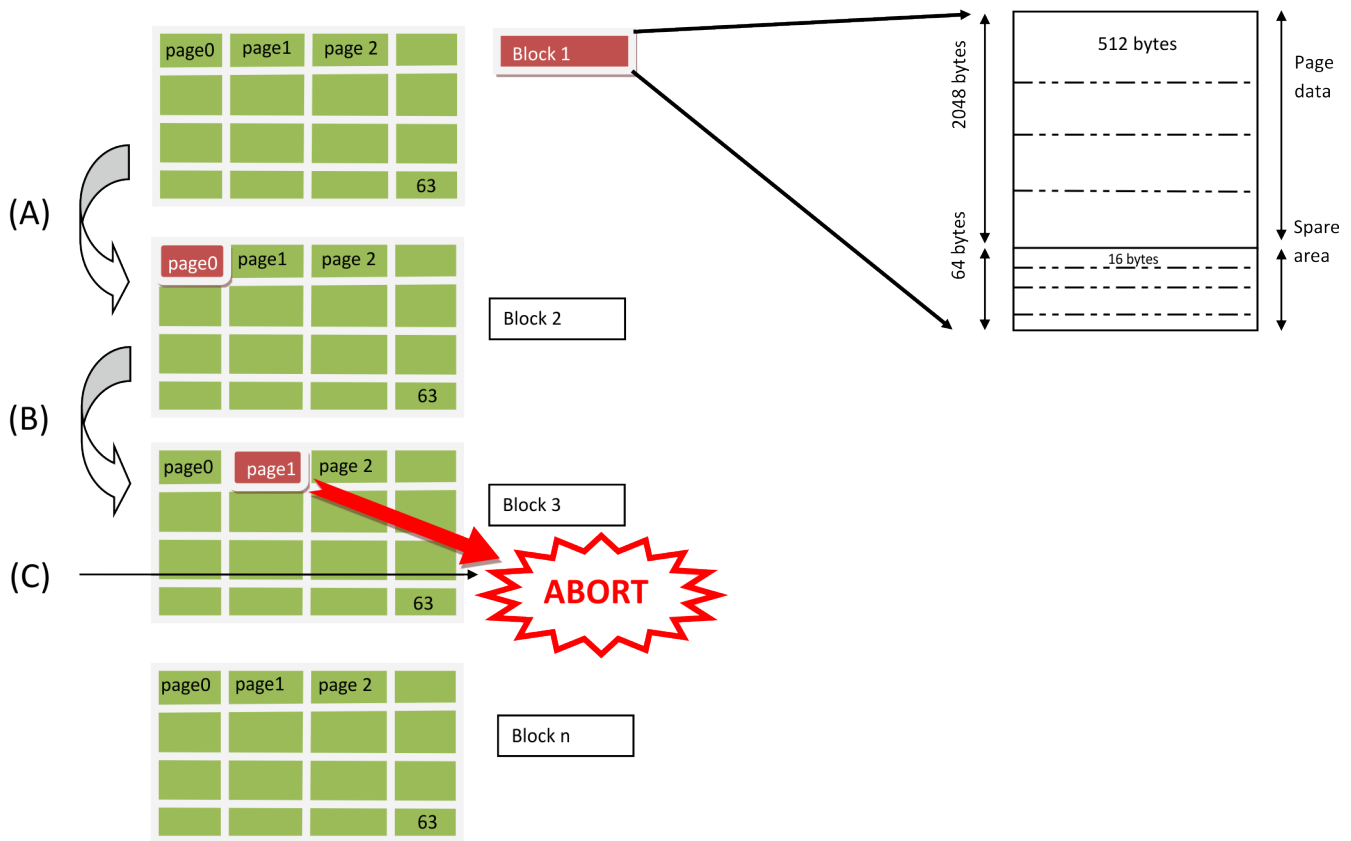 page0 page1 page 2
63
Block 1
(A)
page0 page1 page 2
63
Block 2
(B)
page0 page1 page 2
63
Block 3
(C)
ABORT
page0 page1 page 2
63
Block n
2048 bytes
64 bytes
512 bytes
16 bytes
Page
data
Spare
area